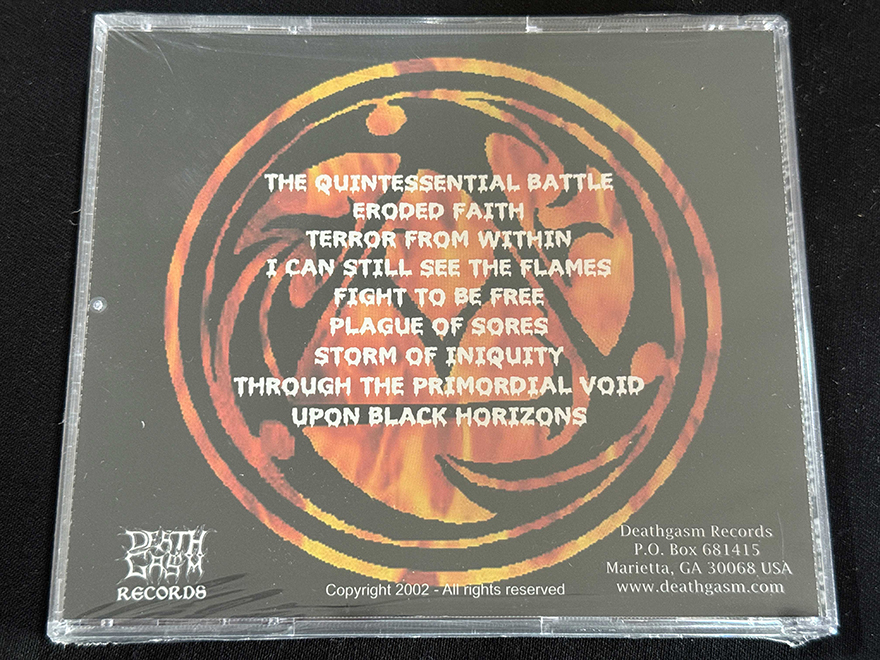 THE QUINTESSENTIAL BATTLE
ERODED FAITH
TERROR FROM WITHIN
I CAN STILL SEE THE FLAMES
FIGHT TO BE FREE
PLAGUE OF SORES
STORM OF INIQUITY
THROUGH THE PRIMORDIAL VOID
UPON BLACK HORIZONS
DEATH
GASM
RECORDS
Copyright 2002 - All rights reserved
Deathgasm Records
P.O. Box 681415
Marietta, GA 30068 USA
www.deathgasm.com